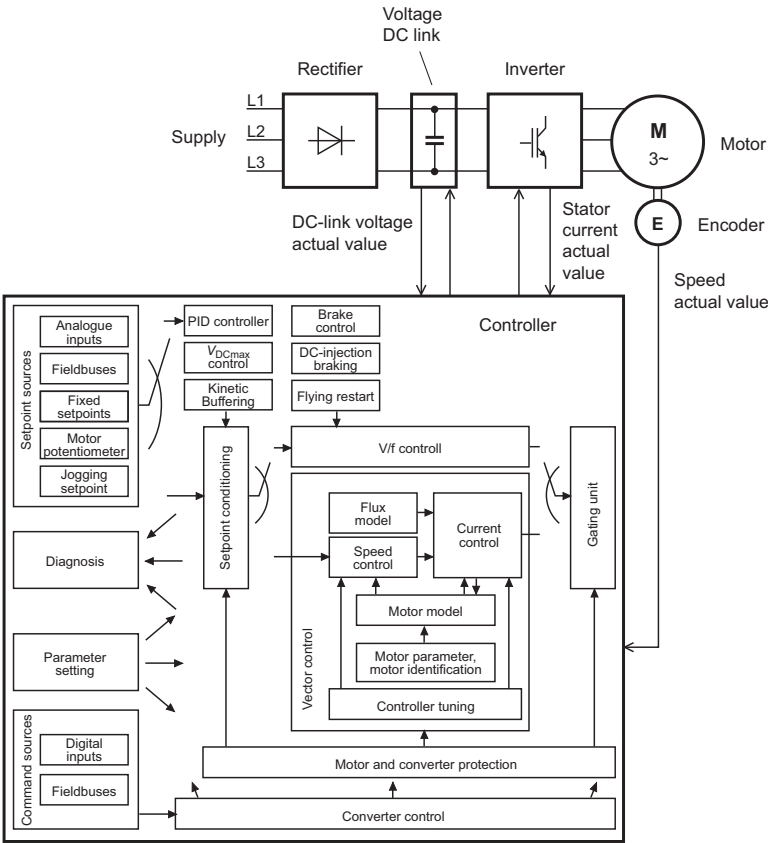 Voltage
DC link
Rectifier
Inverter
L1
L2
L3
Supply
M
3~
Motor
DC-link voltage
actual value
Stator
current
actual
value
E
Encoder
Speed
actual value
Controller
Setpoint sources
Analogue
inputs
Fieldbuses
Fixed
setpoints
Motor
potentiometer
Jogging
setpoint
PID controller
VDCmax
control
Kinetic
Buffering
Brake
control
DC-injection
braking
Flying restart
Setpoint conditioning
V/f controll
Gating unit
Vector control
Flux
model
Speed
control
Current
control
Motor model
Motor parameter,
motor identification
Controller tuning
Diagnosis
Parameter
setting
Command sources
Digital
inputs
Fieldbuses
Motor and converter protection
Converter control